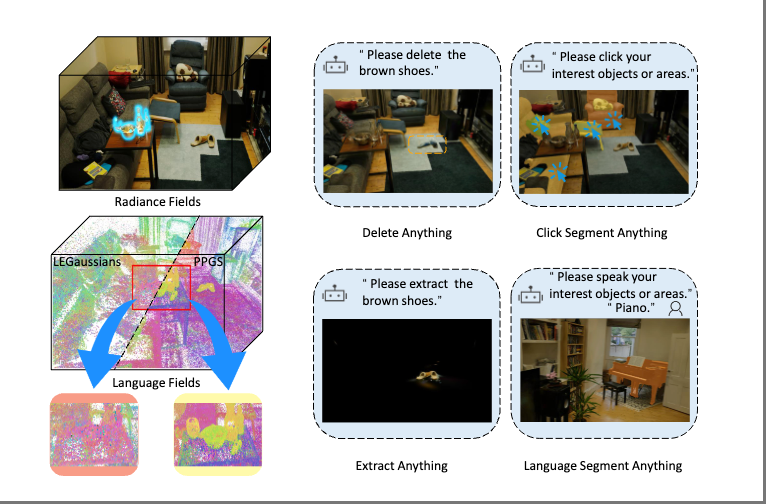 Radiance Fields
LEGaussians
PPGS
Language Fields
" Please delete the
brown shoes."
Delete Anything
" Please click your
interest objects or areas."
Click Segment Anything
" Please extract the
brown shoes."
Extract Anything
" Please speak your
interest objects or areas."
" Piano."
Language Segment Anything